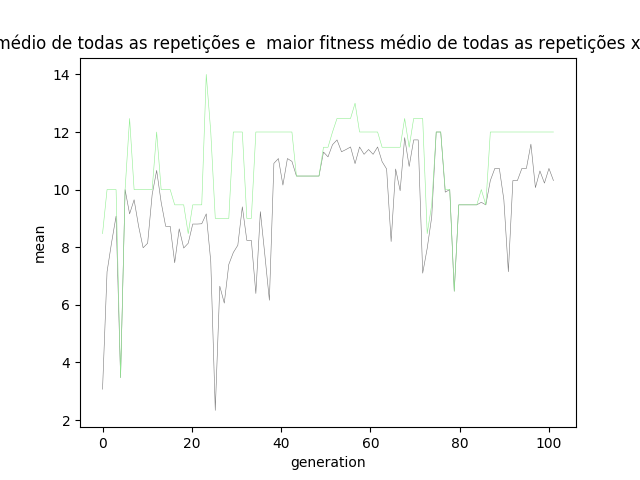 médio de todas as repetições e  maior fitness médio de todas as repetições x
14
12
10
8
6
4
2
mean
0 20 40 60 80 100
generation